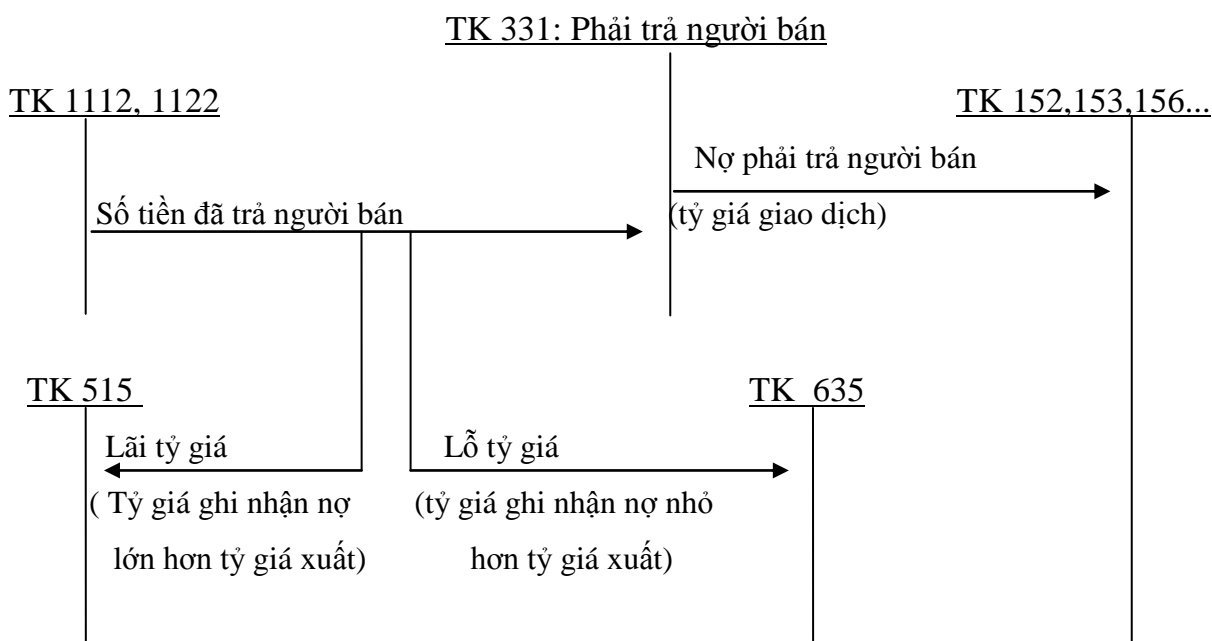 TK 331: Phải trả người bán
TK 1112, 1122
TK 152,153,156...
Nợ phải trả người bán
Số tiền đã trả người bán
(tỷ giá giao dịch)
TK 515
TK 635
Lãi tỷ giá
Lỗ tỷ giá
( Tỷ giá ghi nhận nợ
lớn hơn tỷ giá xuất)
(tỷ giá ghi nhận nợ nhỏ
hơn tỷ giá xuất)